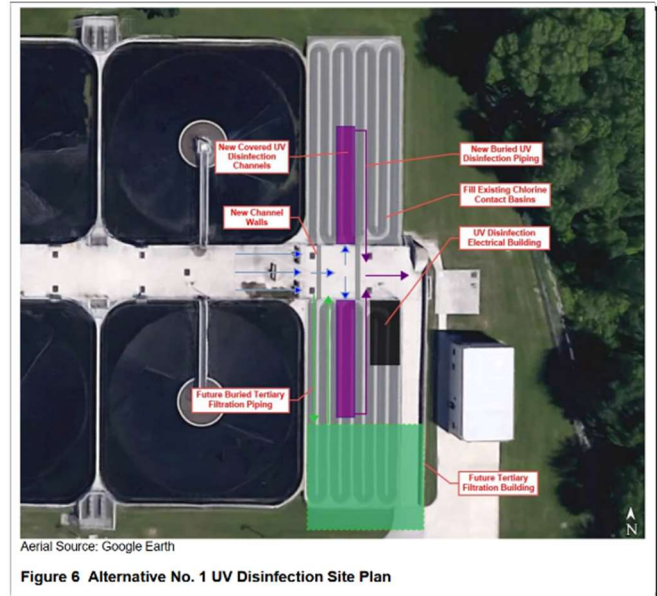 New Covered UV
Disinfection
Channels
New Buried UV
Disinfection Piping
New Channel
Walls
Fill Existing Chlorine
Contact Basins
UV Disinfection
Electrical Building
Future Buried Tertiary
Filtration Piping
Future Tertiary
Filtration Building
N
Aerial Source: Google Earth
Figure 6 Alternative No. 1 UV Disinfection Site Plan